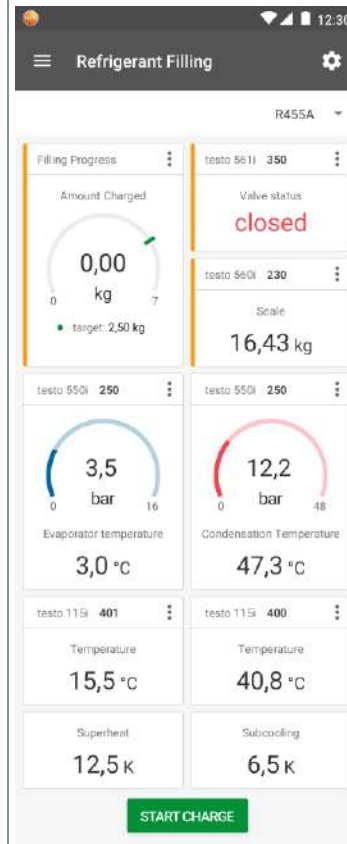 12:30
Refrigerant Filling
R455A
Filling Progress
Amount Charged
0,00
kg
0 7
target: 2,50 kg
testo 561i 350
Valve status
closed
testo 560i 230
Scale
16,43 kg
testo 550i 250
3,5
bar
0 16
Evaporator temperature
3,0 °C
testo 550i 250
12,2
bar
0 48
Condensation Temperature
47,3 °C
testo 115i 401
Temperature
15,5 °C
testo 115i 400
Temperature
40,8 °C
Superheat
12,5 K
Subcooling
6,5 K
START CHARGE